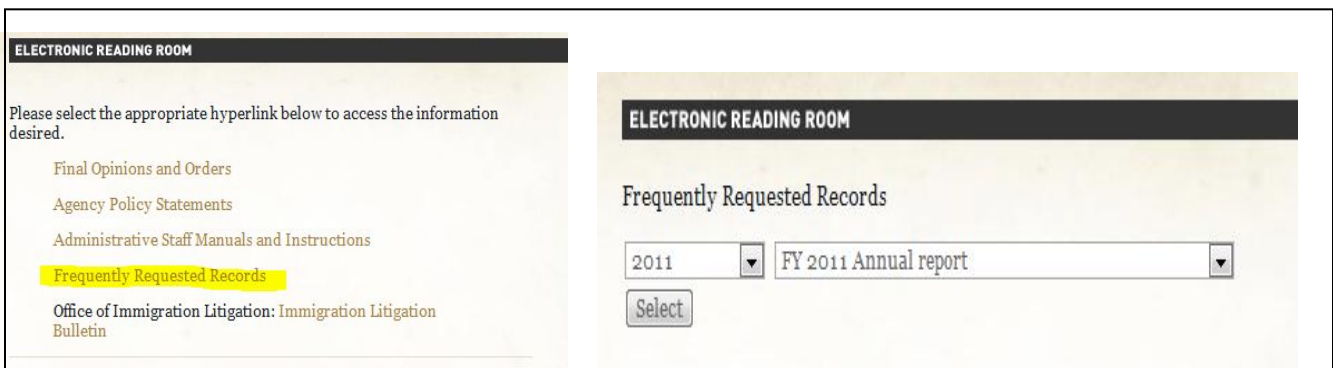 ELECTRONIC READING ROOM
Please select the appropriate hyperlink below to access the information
desired.
Final Opinions and Orders
Agency Policy Statements
Administrative Staff Manuals and Instructions
Frequently Requested Records
Office of Immigration Litigation: Immigration Litigation
Bulletin
ELECTRONIC READING ROOM
Frequently Requested Records
2011 FY 2011 Annual report
Select